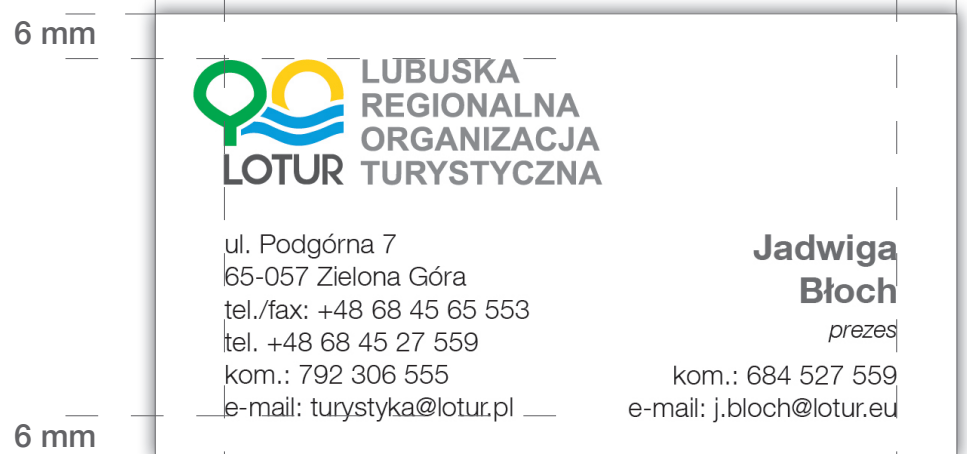 6 mm
LOTUR
LUBUSKA
REGIONALNA
ORGANIZACJA
TURYSTYCZNA
ul. Podgórna 7
65-057 Zielona Góra
tel./fax: +48 68 45 65 553
tel. +48 68 45 27 559
kom.: 792 306 555
e-mail: turystyka@lotur.pl
Jadwiga
Błoch
prezes
kom.: 684 527 559
e-mail: j.bloch@lotur.eu
6 mm